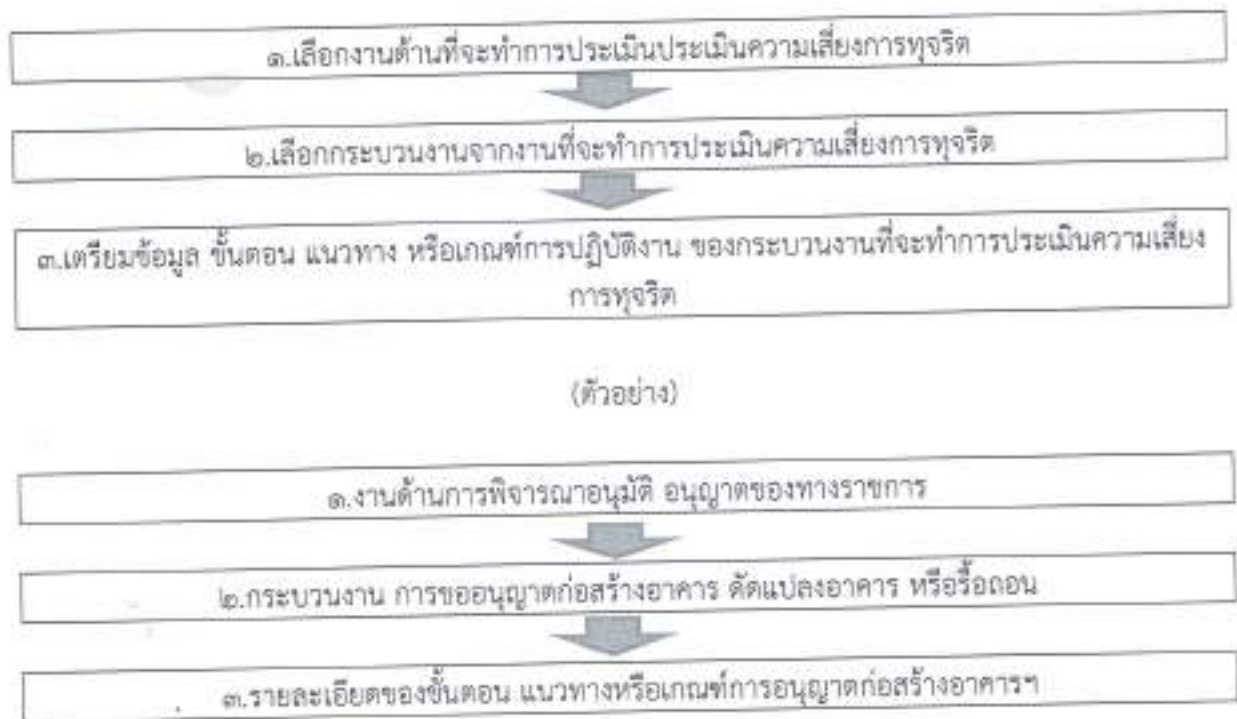 ๑.เลือกงานด้านที่จะทำการประเมินประเมินความเสี่ยงการทุจริต
๒.เลือกกระบวนงานจากงานที่จะทำการประเมินความเสี่ยงการทุจริต
๓.เตรียมข้อมูล ขั้นตอน แนวทาง หรือเกณฑ์การปฏิบัติงาน ของกระบวนงานที่จะทำการประเมินความเสี่ยง
การทุจริต
(ตัวอย่าง)
๑.งานด้านการพิจารณาอนุมัติ อนุญาตของทางราชการ
๒.กระบวนงาน การขออนุญาตก่อสร้างอาคาร ดัดแปลงอาคาร หรือรื้อถอน
๓.รายละเอียดของขั้นตอน แนวทางหรือเกณฑ์การอนุญาตก่อสร้างอาคารฯ